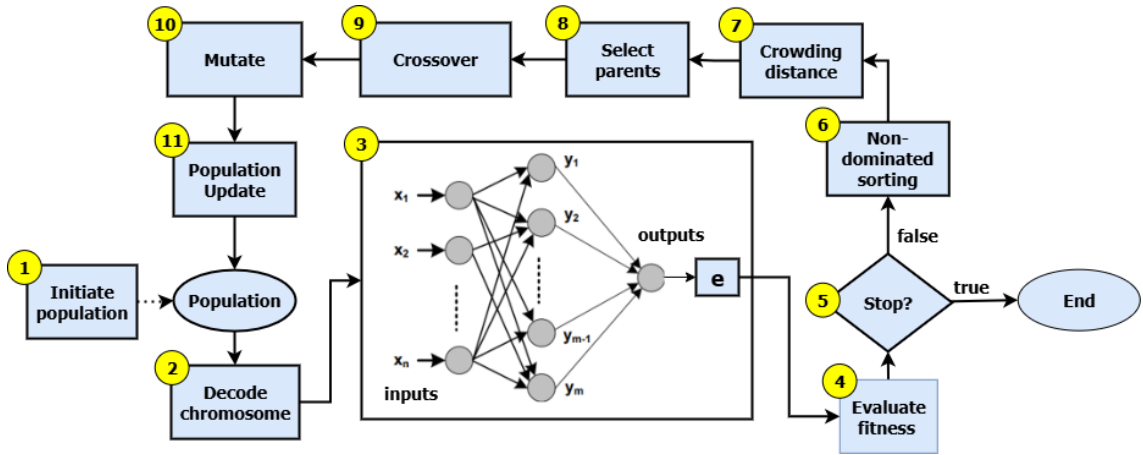 10
Mutate
9
Crossover
8
Select
parents
7
Crowding
distance
11
Population
Update
3
x1
x2
xn
inputs
y1
y2
ym-1
ym
outputs
e
6
Non-
dominated
sorting
false
1
Initiate
population
Population
5
Stop?
true
End
2
Decode
chromosome
4
Evaluate
fitness